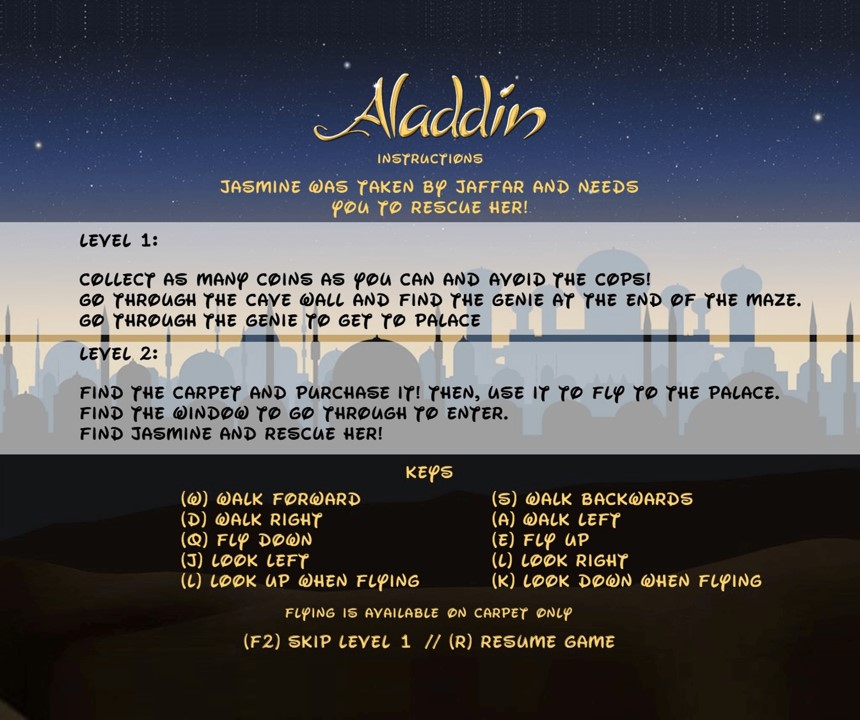 Aladdin
INSTRUCTIONS
JASMINE WAS TAKEN BY JAFFAR AND NEEDS
YOU TO RESCUE HER!
LEVEL 1:
COLLECT AS MANY COINS AS YOU CAN AND AVOID THE COPS!
GO THROUGH THE CAVE WALL AND FIND THE GENIE AT THE END OF THE MAZE.
GO THROUGH THE GENIE TO GET TO PALACE
LEVEL 2:
FIND THE CARPET AND PURCHASE IT! THEN, USE IT TO FLY TO THE PALACE.
FIND THE WINDOW TO GO THROUGH TO ENTER.
FIND JASMINE AND RESCUE HER!
KEYS
(W) WALK FORWARD (S) WALK BACKWARDS
(D) WALK RIGHT (A) WALK LEFT
(Q) FLY DOWN (E) FLY UP
(J) LOOK LEFT (L) LOOK RIGHT
(L) LOOK UP WHEN FLYING (K) LOOK DOWN WHEN FLYING
FLYING IS AVAILABLE ON CARPET ONLY
(F2) SKIP LEVEL 1 // (R) RESUME GAME